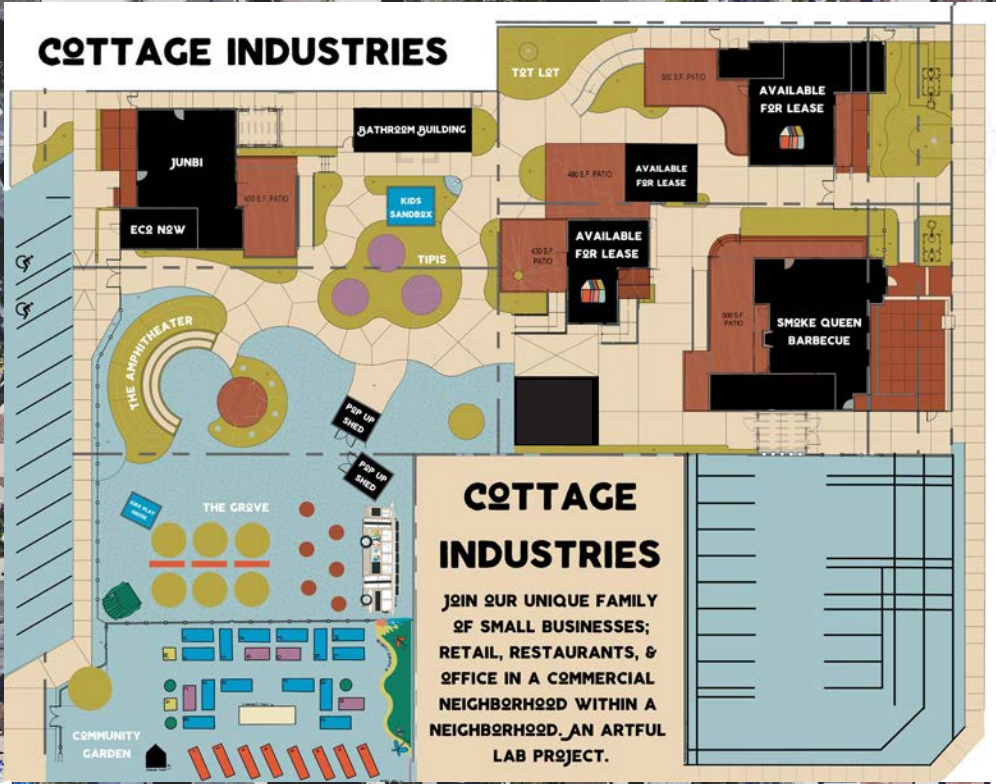 COTTAGE INDUSTRIES
TOT LOT
500 S.F. PATIO
AVAILABLE
FOR LEASE
BATHROOM BUILDING
JUNBI
ECO NOW
400 S.F. PATIO
KIDS
SANDBOX
TIPIS
480 S.F. PATIO
AVAILABLE
FOR LEASE
430 S.F.
PATIO
AVAILABLE
FOR LEASE
500 S.F.
PATIO
SMOKE QUEEN
BARBECUE
THE AMPHITHEATER
POP UP
SHED
POP UP
SHED
KIDS PLAY
HOUSE
THE GROVE
COMMUNITY
GARDEN
COTTAGE
INDUSTRIES
JOIN OUR UNIQUE FAMILY
OF SMALL BUSINESSES;
RETAIL, RESTAURANTS, &
OFFICE IN A COMMERCIAL
NEIGHBORHOOD WITHIN A
NEIGHBORHOOD. AN ARTFUL
LAB PROJECT.